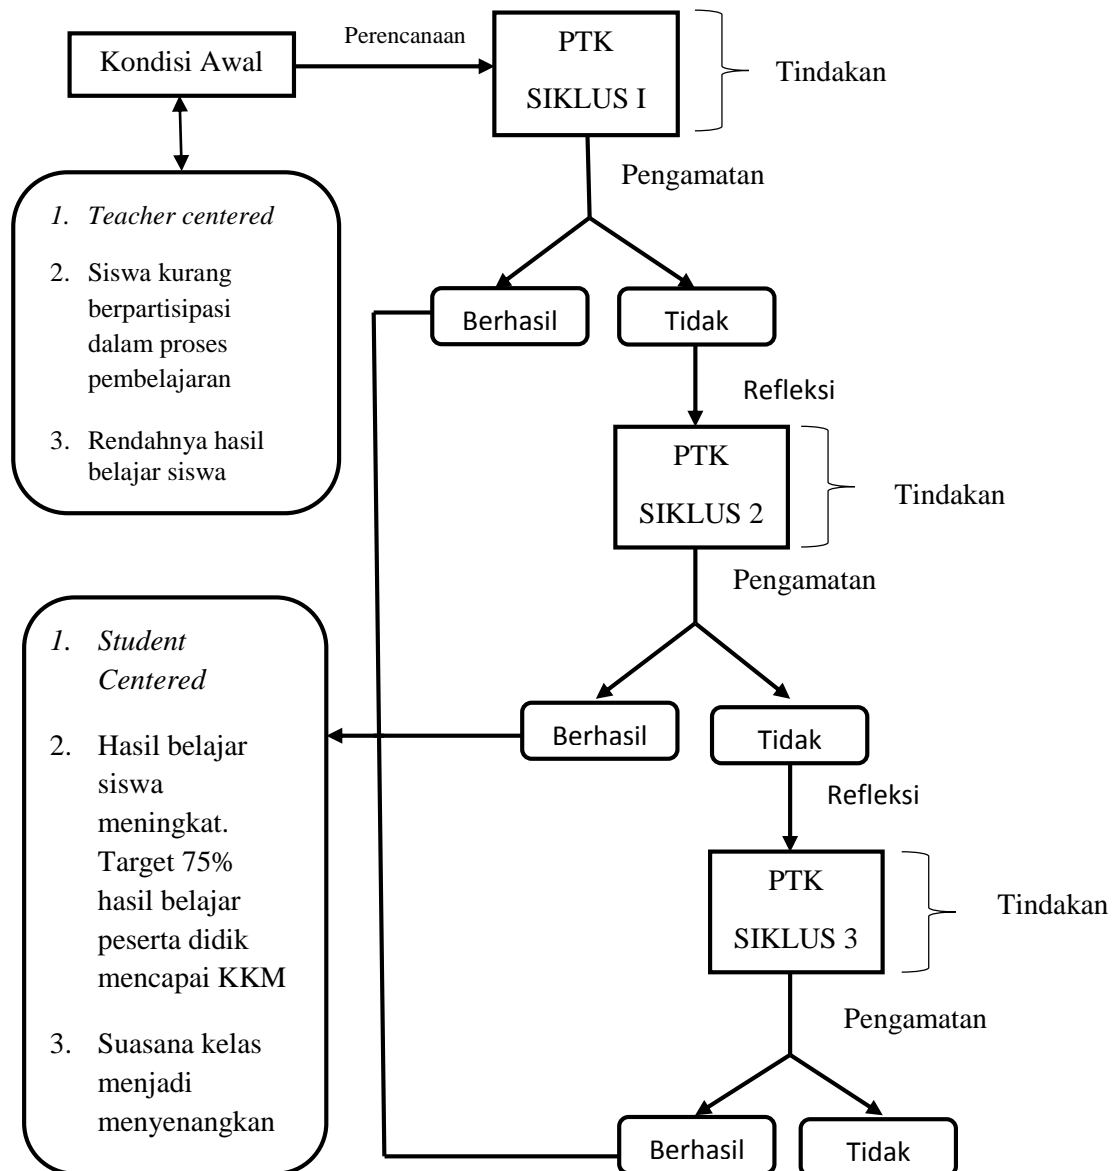 Kondisi Awal
Perencanaan
PTK
SIKLUS I
Tindakan
Pengamatan
1. Teacher centered
2. Siswa kurang
berpartisipasi
dalam proses
pembelajaran
3. Rendahnya hasil
belajar siswa
Berhasil
Tidak
Refleksi
PTK
SIKLUS 2
Tindakan
Pengamatan
1. Student
Centered
2. Hasil belajar
siswa
meningkat.
Target 75%
hasil belajar
peserta didik
mencapai KKM
3. Suasana kelas
menjadi
menyenangkan
Berhasil
Tidak
Refleksi
PTK
SIKLUS 3
Tindakan
Pengamatan
Berhasil
Tidak